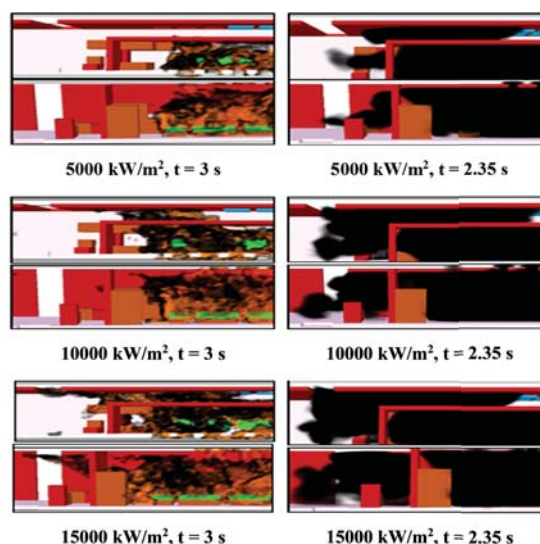 5000 kW/m², t = 3 s
5000 kW/m², t = 2.35 s
10000 kW/m², t = 3 s
10000 kW/m², t = 2.35 s
15000 kW/m², t = 3 s
15000 kW/m², t = 2.35 s